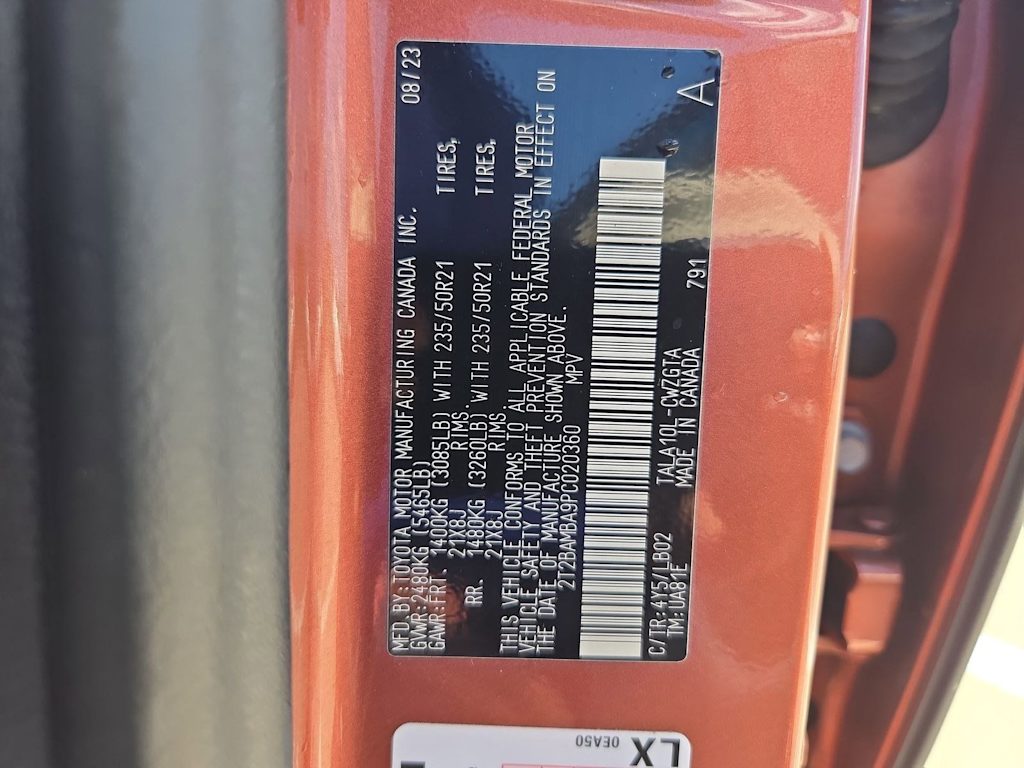 MFD.BY:TOYOTA MOTOR MANUFACTURING CANADA INC. 08/23
GVWR:2480KG (5465LB)
GAWR:FRT. 1400KG (3085LB) WITH 235/50R21 TIRES,
21X8J RIMS.
RR. 1480KG (3260LB) WITH 235/50R21 TIRES,
21X8J RIMS.
THIS VEHICLE CONFORMS TO ALL APPLICABLE FEDERAL MOTOR
VEHICLE SAFETY AND THEFT PREVENTION STANDARDS IN EFFECT ON
THE DATE OF MANUFACTURE SHOWN ABOVE.
2T2BAMBA9PC020360 MPV
C/TR:4Y5/LB02 TALA10L-CWZGTA 791 A
TM:UA81E MADE IN CANADA
0EA50
LX